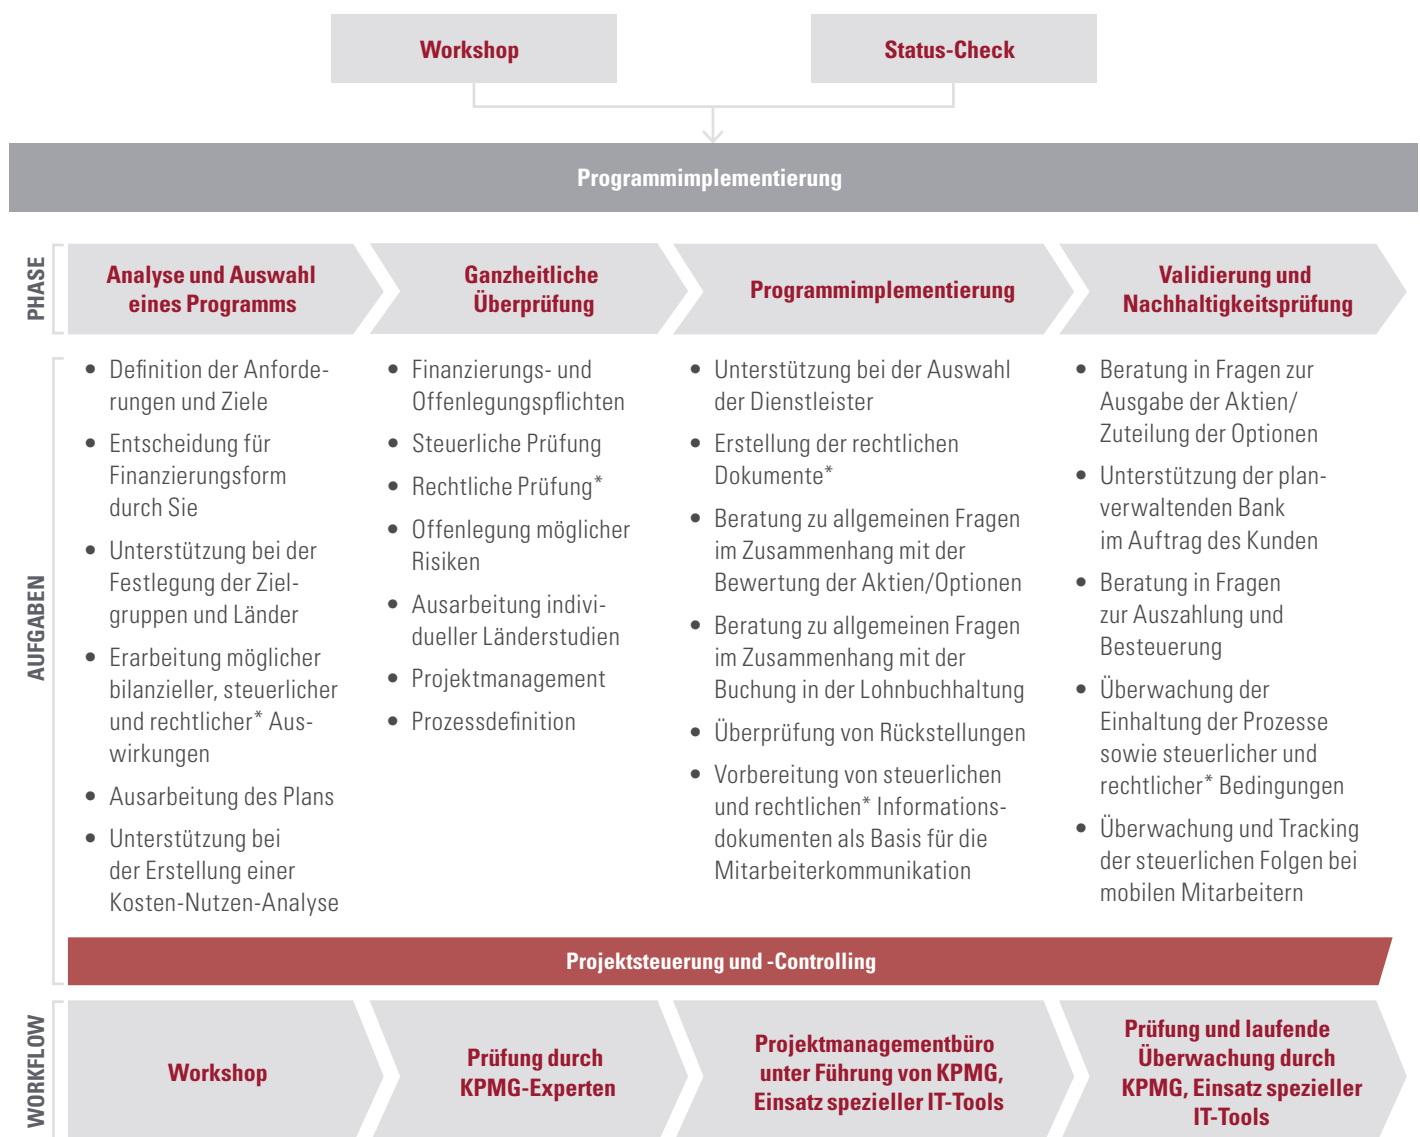 Workshop
Status-Check
Programmimplementierung
PHASE
Analyse und Auswahl
eines Programms
Ganzheitliche
Überprüfung
Programmimplementierung
Validierung und
Nachhaltigkeitsprüfung
AUFGABEN
• Definition der Anforde-
rungen und Ziele
• Entscheidung für
Finanzierungsform
durch Sie
• Unterstützung bei der
Festlegung der Ziel-
gruppen und Länder
• Erarbeitung möglicher
bilanzieller, steuerlicher
und rechtlicher* Aus-
wirkungen
• Ausarbeitung des Plans
• Unterstützung bei
der Erstellung einer
Kosten-Nutzen-Analyse
• Finanzierungs- und
Offenlegungspflichten
• Steuerliche Prüfung
• Rechtliche Prüfung*
• Offenlegung möglicher
Risiken
• Ausarbeitung indivi-
dueller Länderstudien
• Projektmanagement
• Prozessdefinition
• Unterstützung bei der Auswahl
der Dienstleister
• Erstellung der rechtlichen
Dokumente*
• Beratung zu allgemeinen Fragen
im Zusammenhang mit der
Bewertung der Aktien/Optionen
• Beratung zu allgemeinen Fragen
im Zusammenhang mit der
Buchung in der Lohnbuchhaltung
• Überprüfung von Rückstellungen
• Vorbereitung von steuerlichen
und rechtlichen* Informations-
dokumenten als Basis für die
Mitarbeiterkommunikation
• Beratung in Fragen zur
Ausgabe der Aktien/
Zuteilung der Optionen
• Unterstützung der plan-
verwaltenden Bank
im Auftrag des Kunden
• Beratung in Fragen
zur Auszahlung und
Besteuerung
• Überwachung der
Einhaltung der Prozesse
sowie steuerlicher und
rechtlicher* Bedingungen
• Überwachung und Tracking
der steuerlichen Folgen bei
mobilen Mitarbeitern
Projektsteuerung und -Controlling
WORKFLOW
Workshop
Prüfung durch
KPMG-Experten
Projektmanagementbüro
unter Führung von KPMG,
Einsatz spezieller IT-Tools
Prüfung und laufende
Überwachung durch
KPMG, Einsatz spezieller
IT-Tools